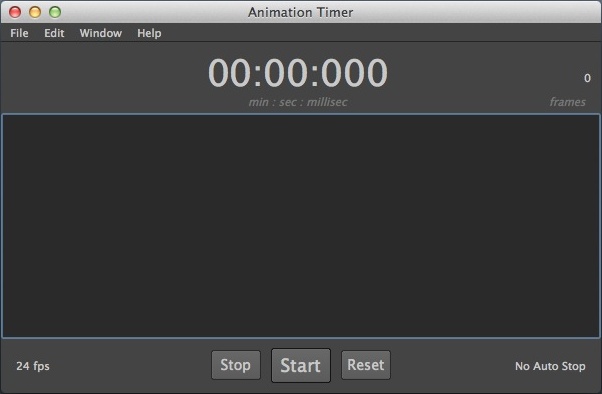 Animation Timer
File Edit Window Help
00:00:000 0
min : sec : millisec frames
24 fps Stop Start Reset No Auto Stop